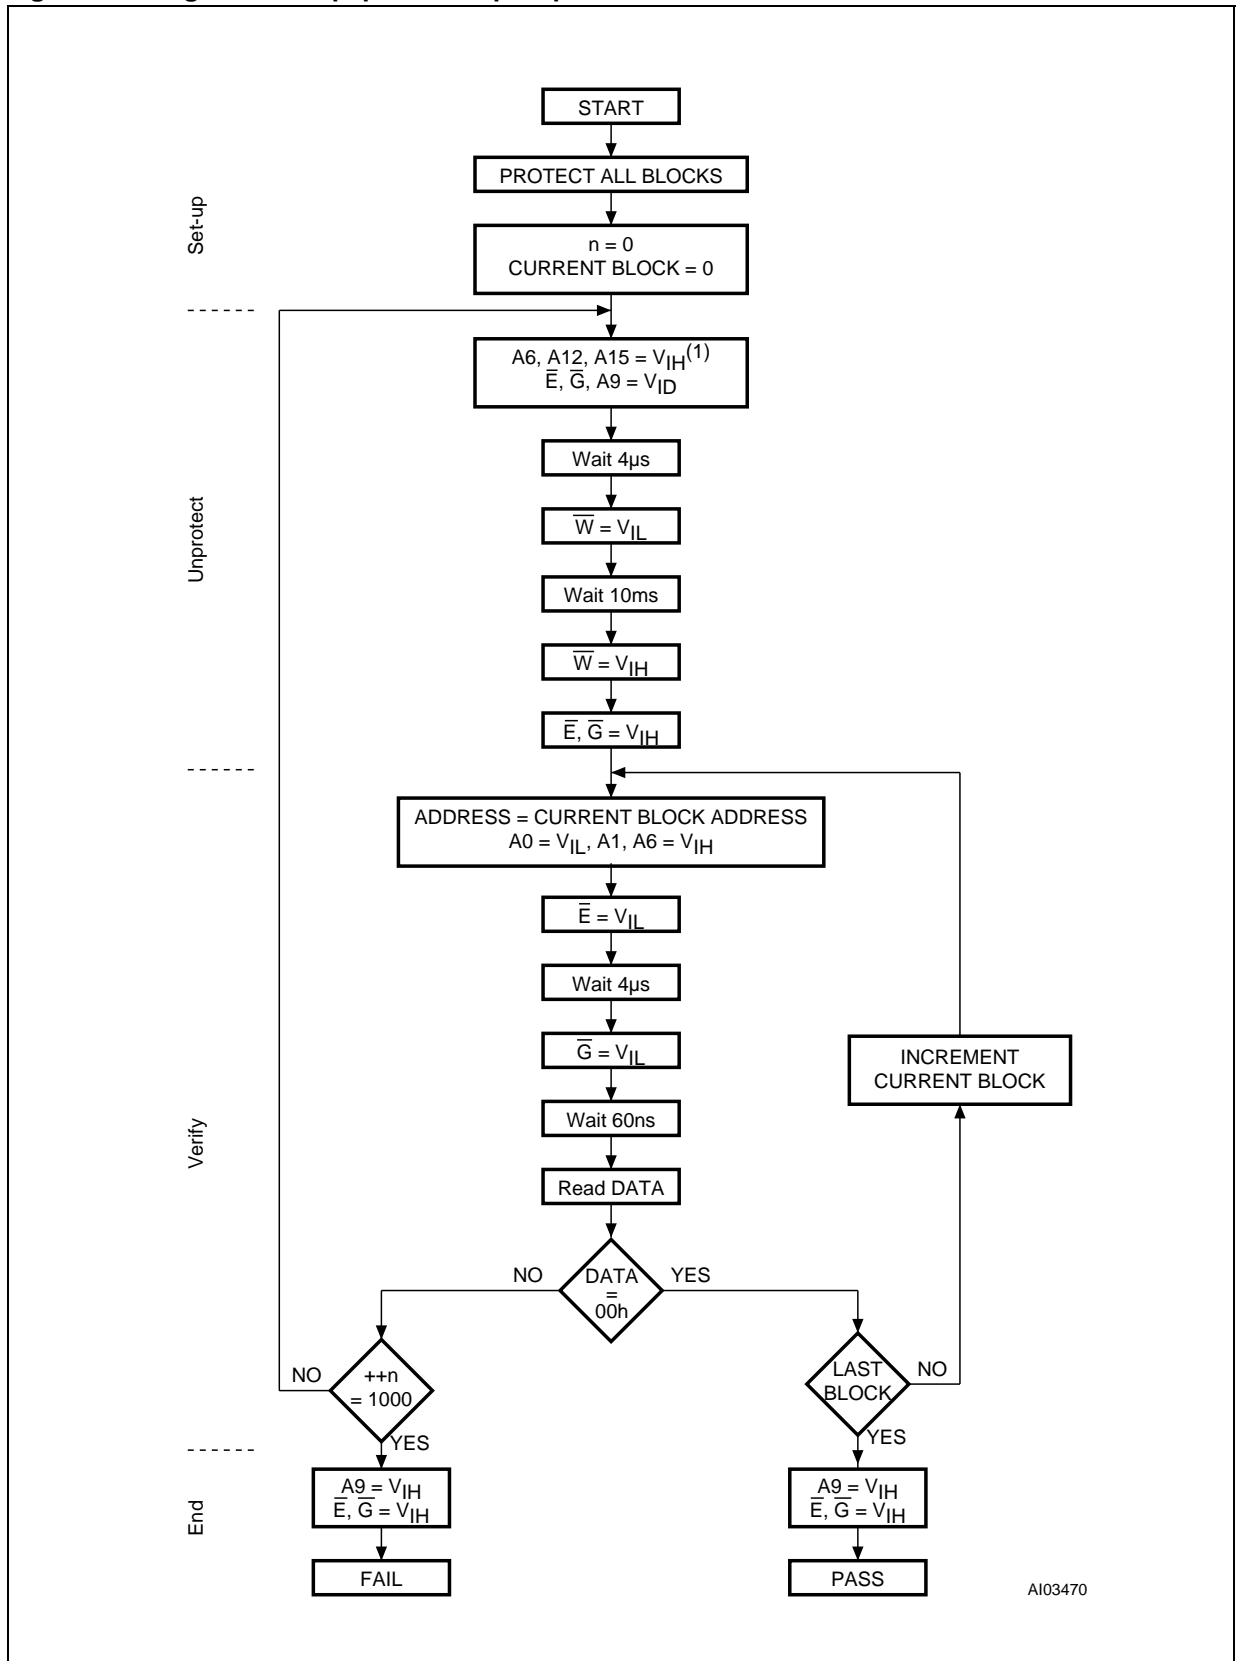 START
PROTECT ALL BLOCKS
Set-up
n = 0
CURRENT BLOCK = 0
A6, A12, A15 = VIH(1)
E̅, G̅, A9 = VID
Wait 4µs
Unprotect
W̅ = VIL
Wait 10ms
W̅ = VIH
E̅, G̅ = VIH
ADDRESS = CURRENT BLOCK ADDRESS
A0 = VIL, A1, A6 = VIH
E̅ = VIL
Wait 4µs
G̅ = VIL
INCREMENT
CURRENT BLOCK
Wait 60ns
Verify
Read DATA
NO
DATA
=
00h
YES
NO
++n
= 1000
YES
LAST
BLOCK
NO
YES
End
A9 = VIH
E̅, G̅ = VIH
FAIL
A9 = VIH
E̅, G̅ = VIH
PASS
AI03470